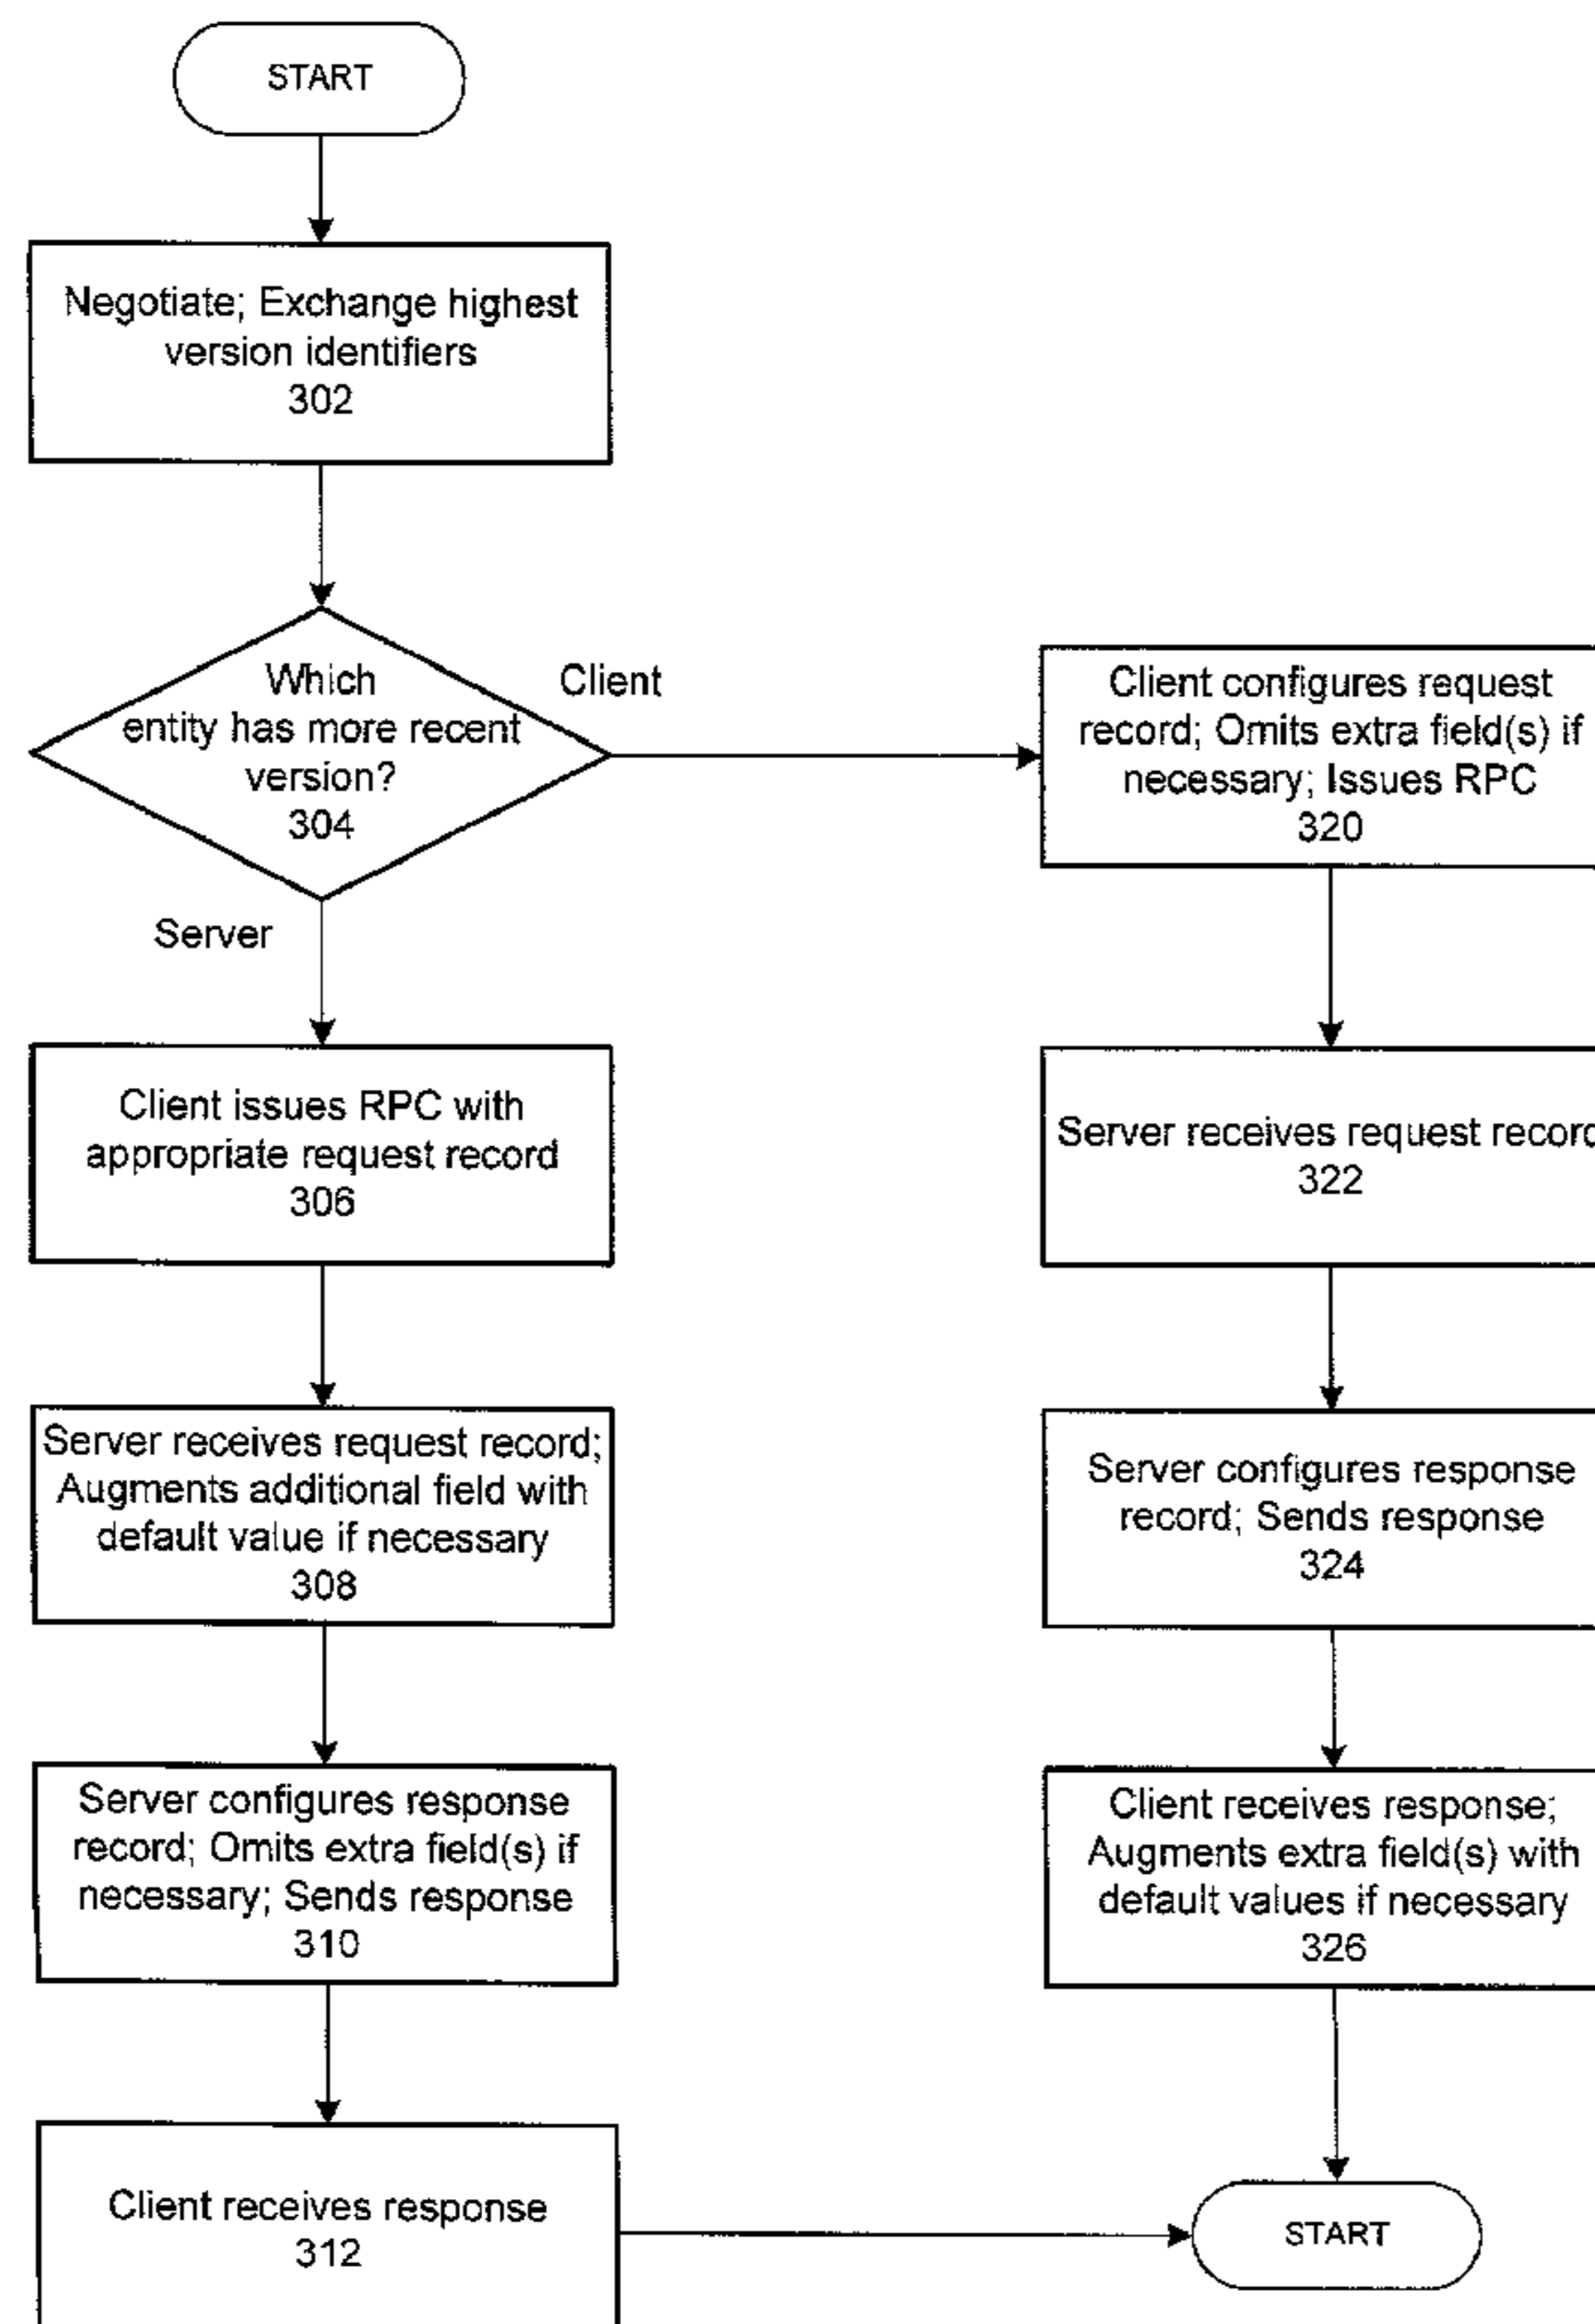 START
Negotiate; Exchange highest
version identifiers
302
Which
entity has more recent
version?
304
Client
Server
Client issues RPC with
appropriate request record
306
Server receives request record;
Augments additional field with
default value if necessary
308
Server configures response
record; Omits extra field(s) if
necessary; Sends response
310
Client receives response
312
Client configures request
record; Omits extra field(s) if
necessary; Issues RPC
320
Server receives request record
322
Server configures response
record; Sends response
324
Client receives response;
Augments extra field(s) with
default values if necessary
326
START